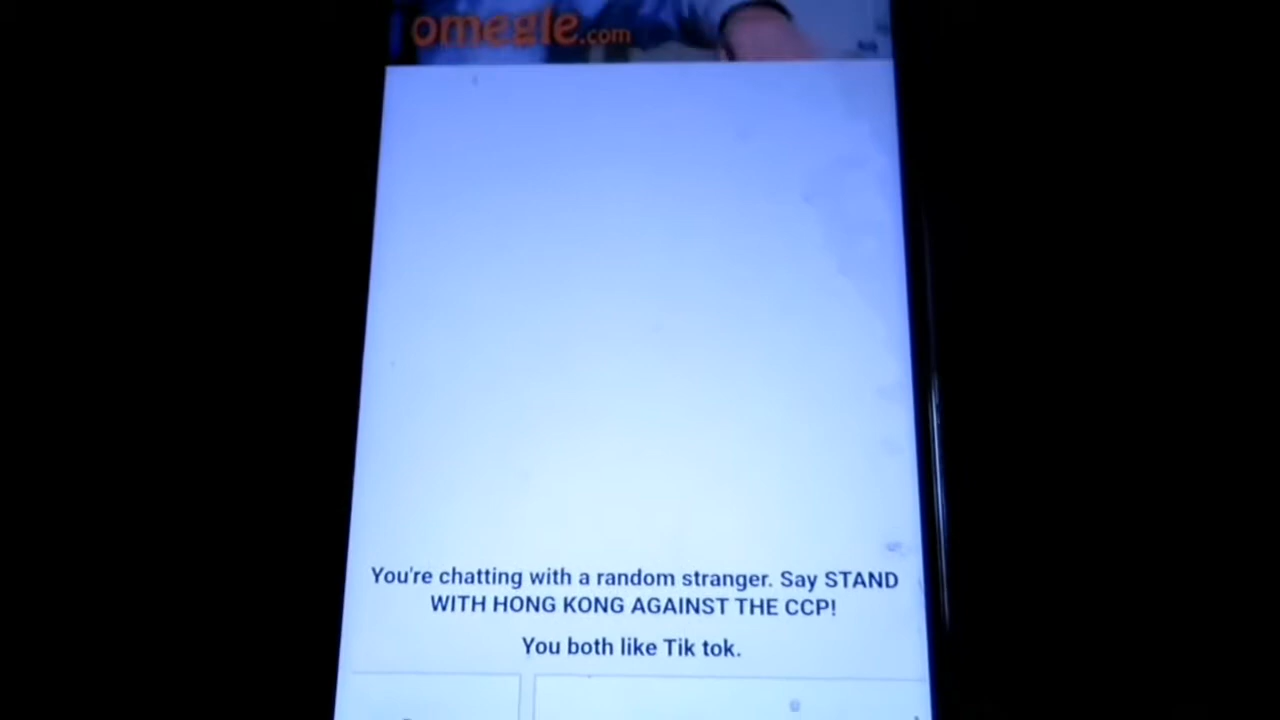 omegle.com
You're chatting with a random stranger. Say STAND
WITH HONG KONG AGAINST THE CCP!
You both like Tik tok.